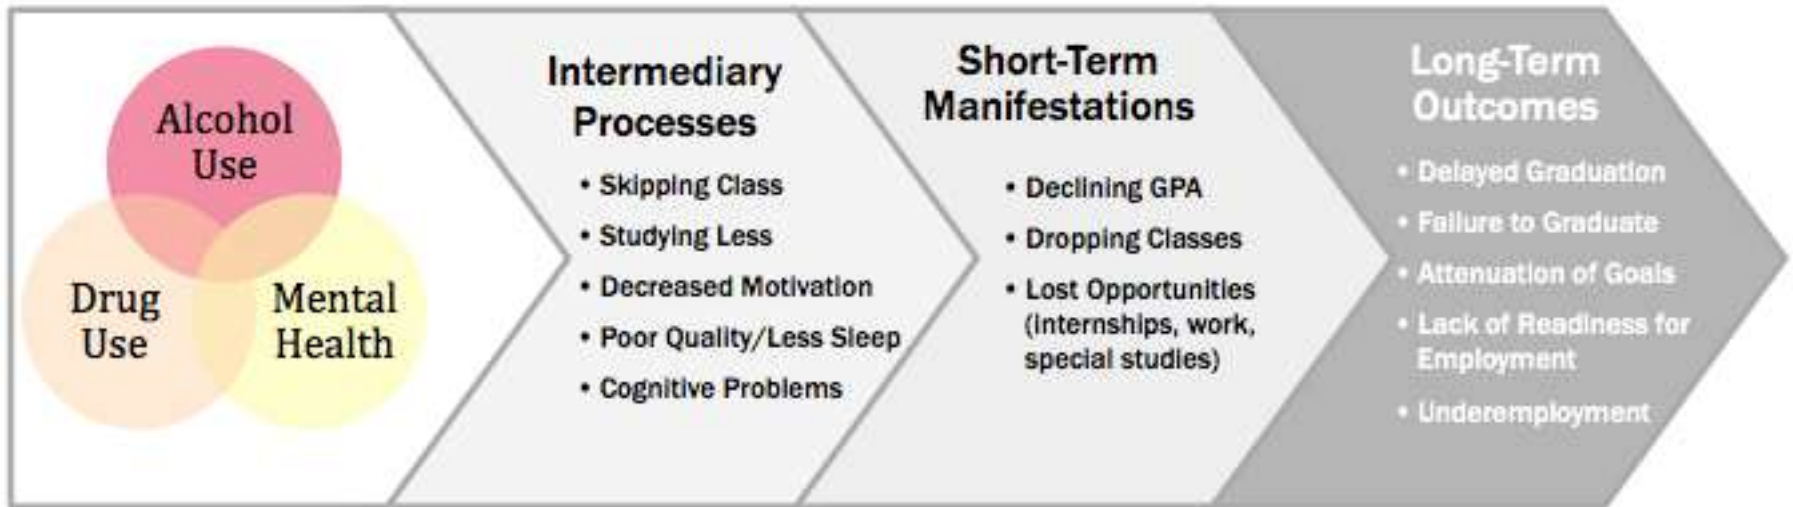 Alcohol
Use
Drug
Use
Mental
Health
Intermediary
Processes
• Skipping Class
• Studying Less
• Decreased Motivation
• Poor Quality/Less Sleep
• Cognitive Problems
Short-Term
Manifestations
• Declining GPA
• Dropping Classes
• Lost Opportunities
(internships, work,
special studies)
Long-Term
Outcomes
• Delayed Graduation
• Failure to Graduate
• Attenuation of Goals
• Lack of Readiness for
Employment
• Underemployment